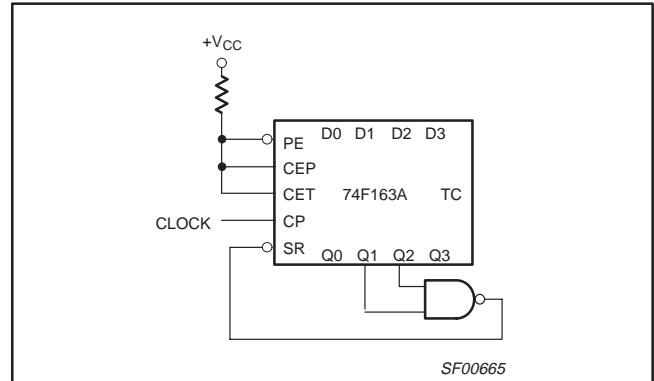 +VCC
D0 D1 D2 D3
PE
CEP
CET 74F163A TC
CLOCK CP
SR
Q0 Q1 Q2 Q3
SF00665